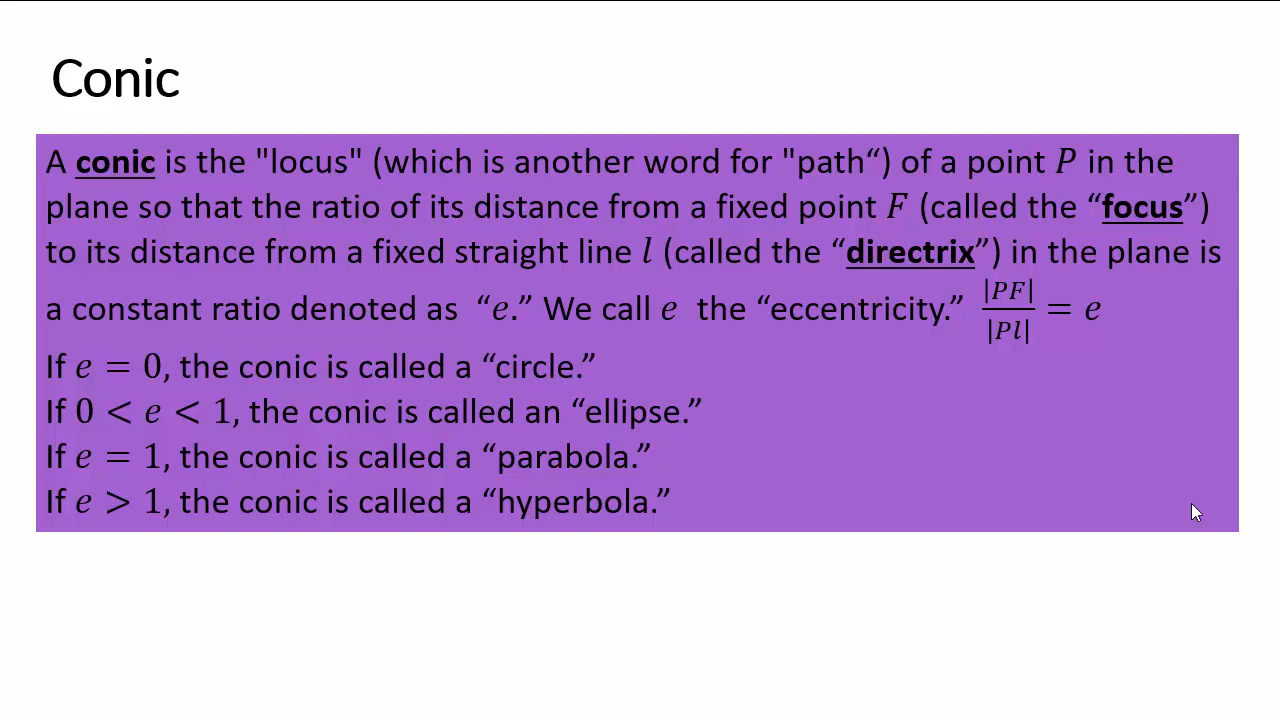 Conic
A conic is the "locus" (which is another word for "path“) of a point P in the
plane so that the ratio of its distance from a fixed point F (called the “focus”)
to its distance from a fixed straight line l (called the “directrix”) in the plane is
a constant ratio denoted as “e.” We call e the “eccentricity.” |PF|/|Pl| = e
If e = 0, the conic is called a “circle.”
If 0 < e < 1, the conic is called an “ellipse.”
If e = 1, the conic is called a “parabola.”
If e > 1, the conic is called a “hyperbola.”